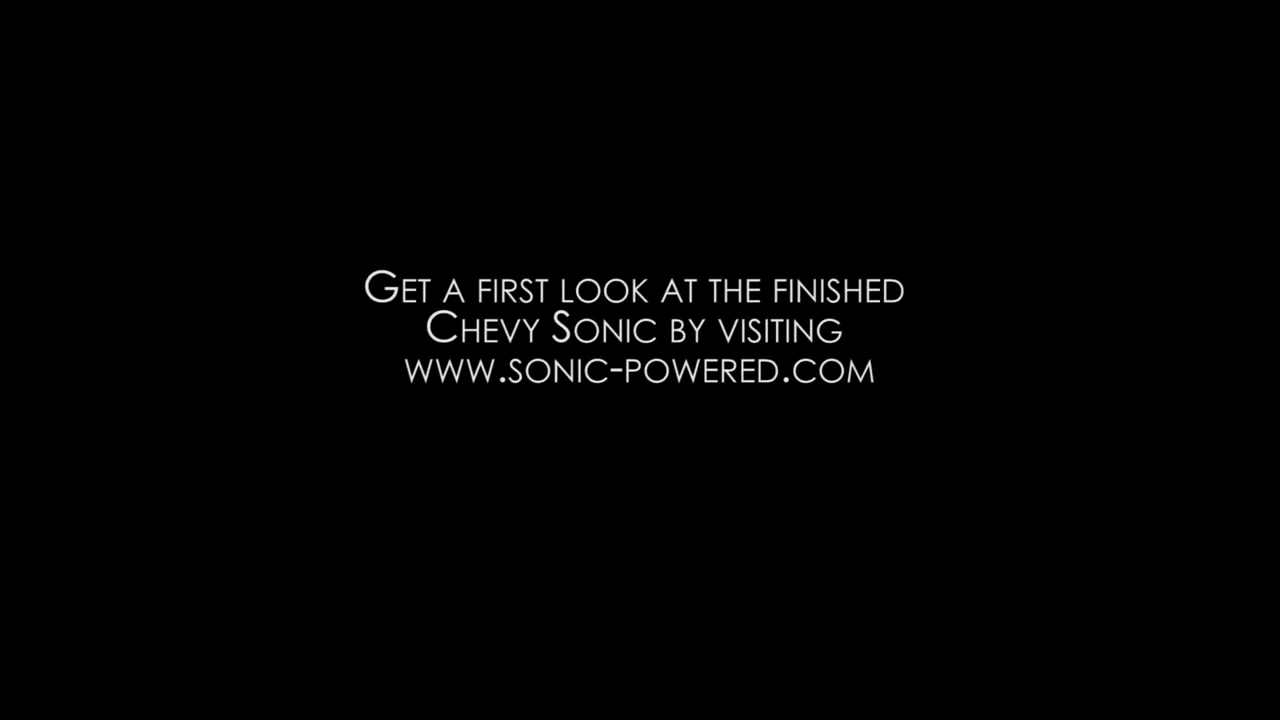 Get a first look at the finished
Chevy Sonic by visiting
www.sonic-powered.com